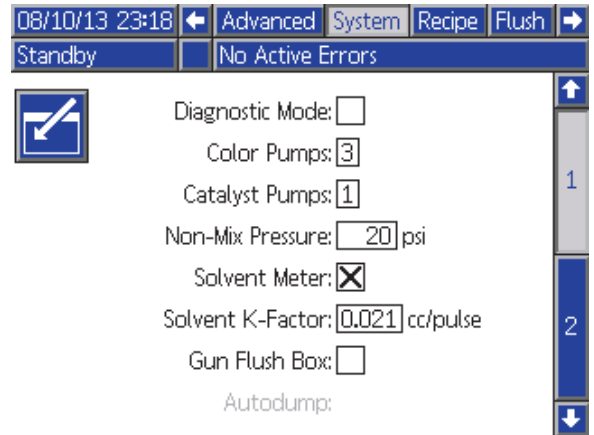 08/10/13 23:18 Advanced System Recipe Flush
Standby No Active Errors
Diagnostic Mode:
Color Pumps: 3
1
Catalyst Pumps: 1
Non-Mix Pressure: 20 psi
Solvent Meter:
Solvent K-Factor: 0.021 cc/pulse
2
Gun Flush Box:
Autodump: